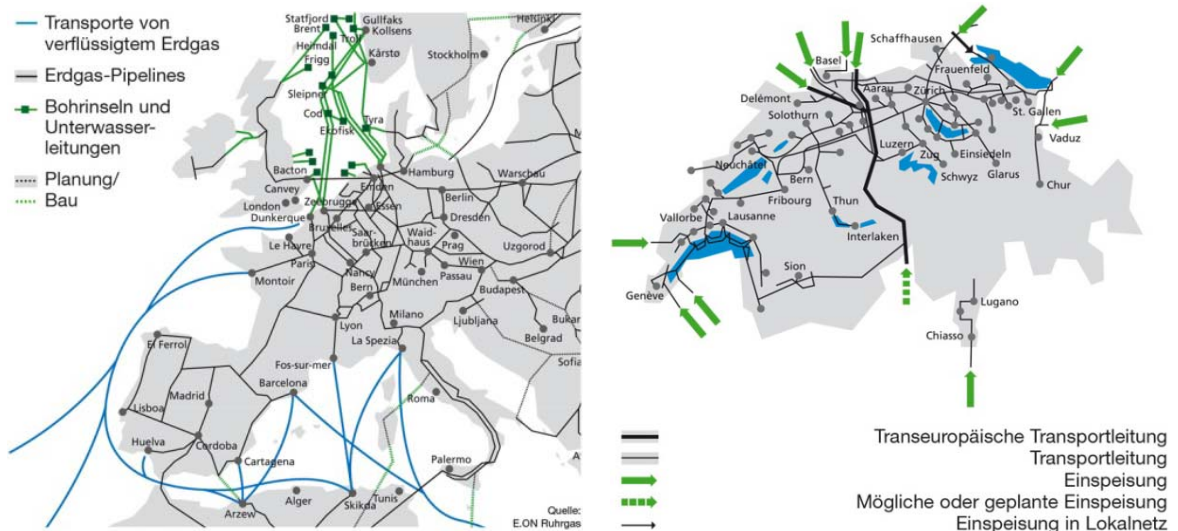 Transporte von
verflüssigtem Erdgas
Erdgas-Pipelines
Bohrinseln und
Unterwasser-
leitungen
Planung/
Bau
Statfjord
Brent
Gullfaks
Kollsens
Troll
Heimdal
Frigg
Kårstø
Helsinki
Stockholm
Sleipner
Cod
Ekofisk
Tyra
Bacton
Canvey
London
Dunkerque
Zeebrugge
Emden
Hamburg
Warschau
Essen
Berlin
Dresden
Bruxelles
Saar-
brücken
Waid-
haus
Prag
Uzgorod
Le Havre
Paris
Nancy
Bern
München
Passau
Wien
Budapest
Montoir
Lyon
Milano
Ljubljana
Belgrad
Bukar
Sofia
La Spezia
Fos-sur-mer
El Ferrol
Barcelona
Madrid
Roma
Lisboa
Huelva
Cordoba
Cartagena
Palermo
Arzew
Alger
Skikda
Tunis
A
Quelle:
E.ON Ruhrgas
Schaffhausen
Basel
Frauenfeld
Aarau
Zürich
Delémont
Solothurn
St. Gallen
Vaduz
Luzern
Zug
Einsiedeln
Neuchâtel
Bern
Schwyz
Glarus
Chur
Fribourg
Thun
Vallorbe
Lausanne
Interlaken
Sion
Genève
Lugano
Chiasso
Transeuropäische Transportleitung
Transportleitung
Einspeisung
Mögliche oder geplante Einspeisung
Einspeisung in Lokalnetz